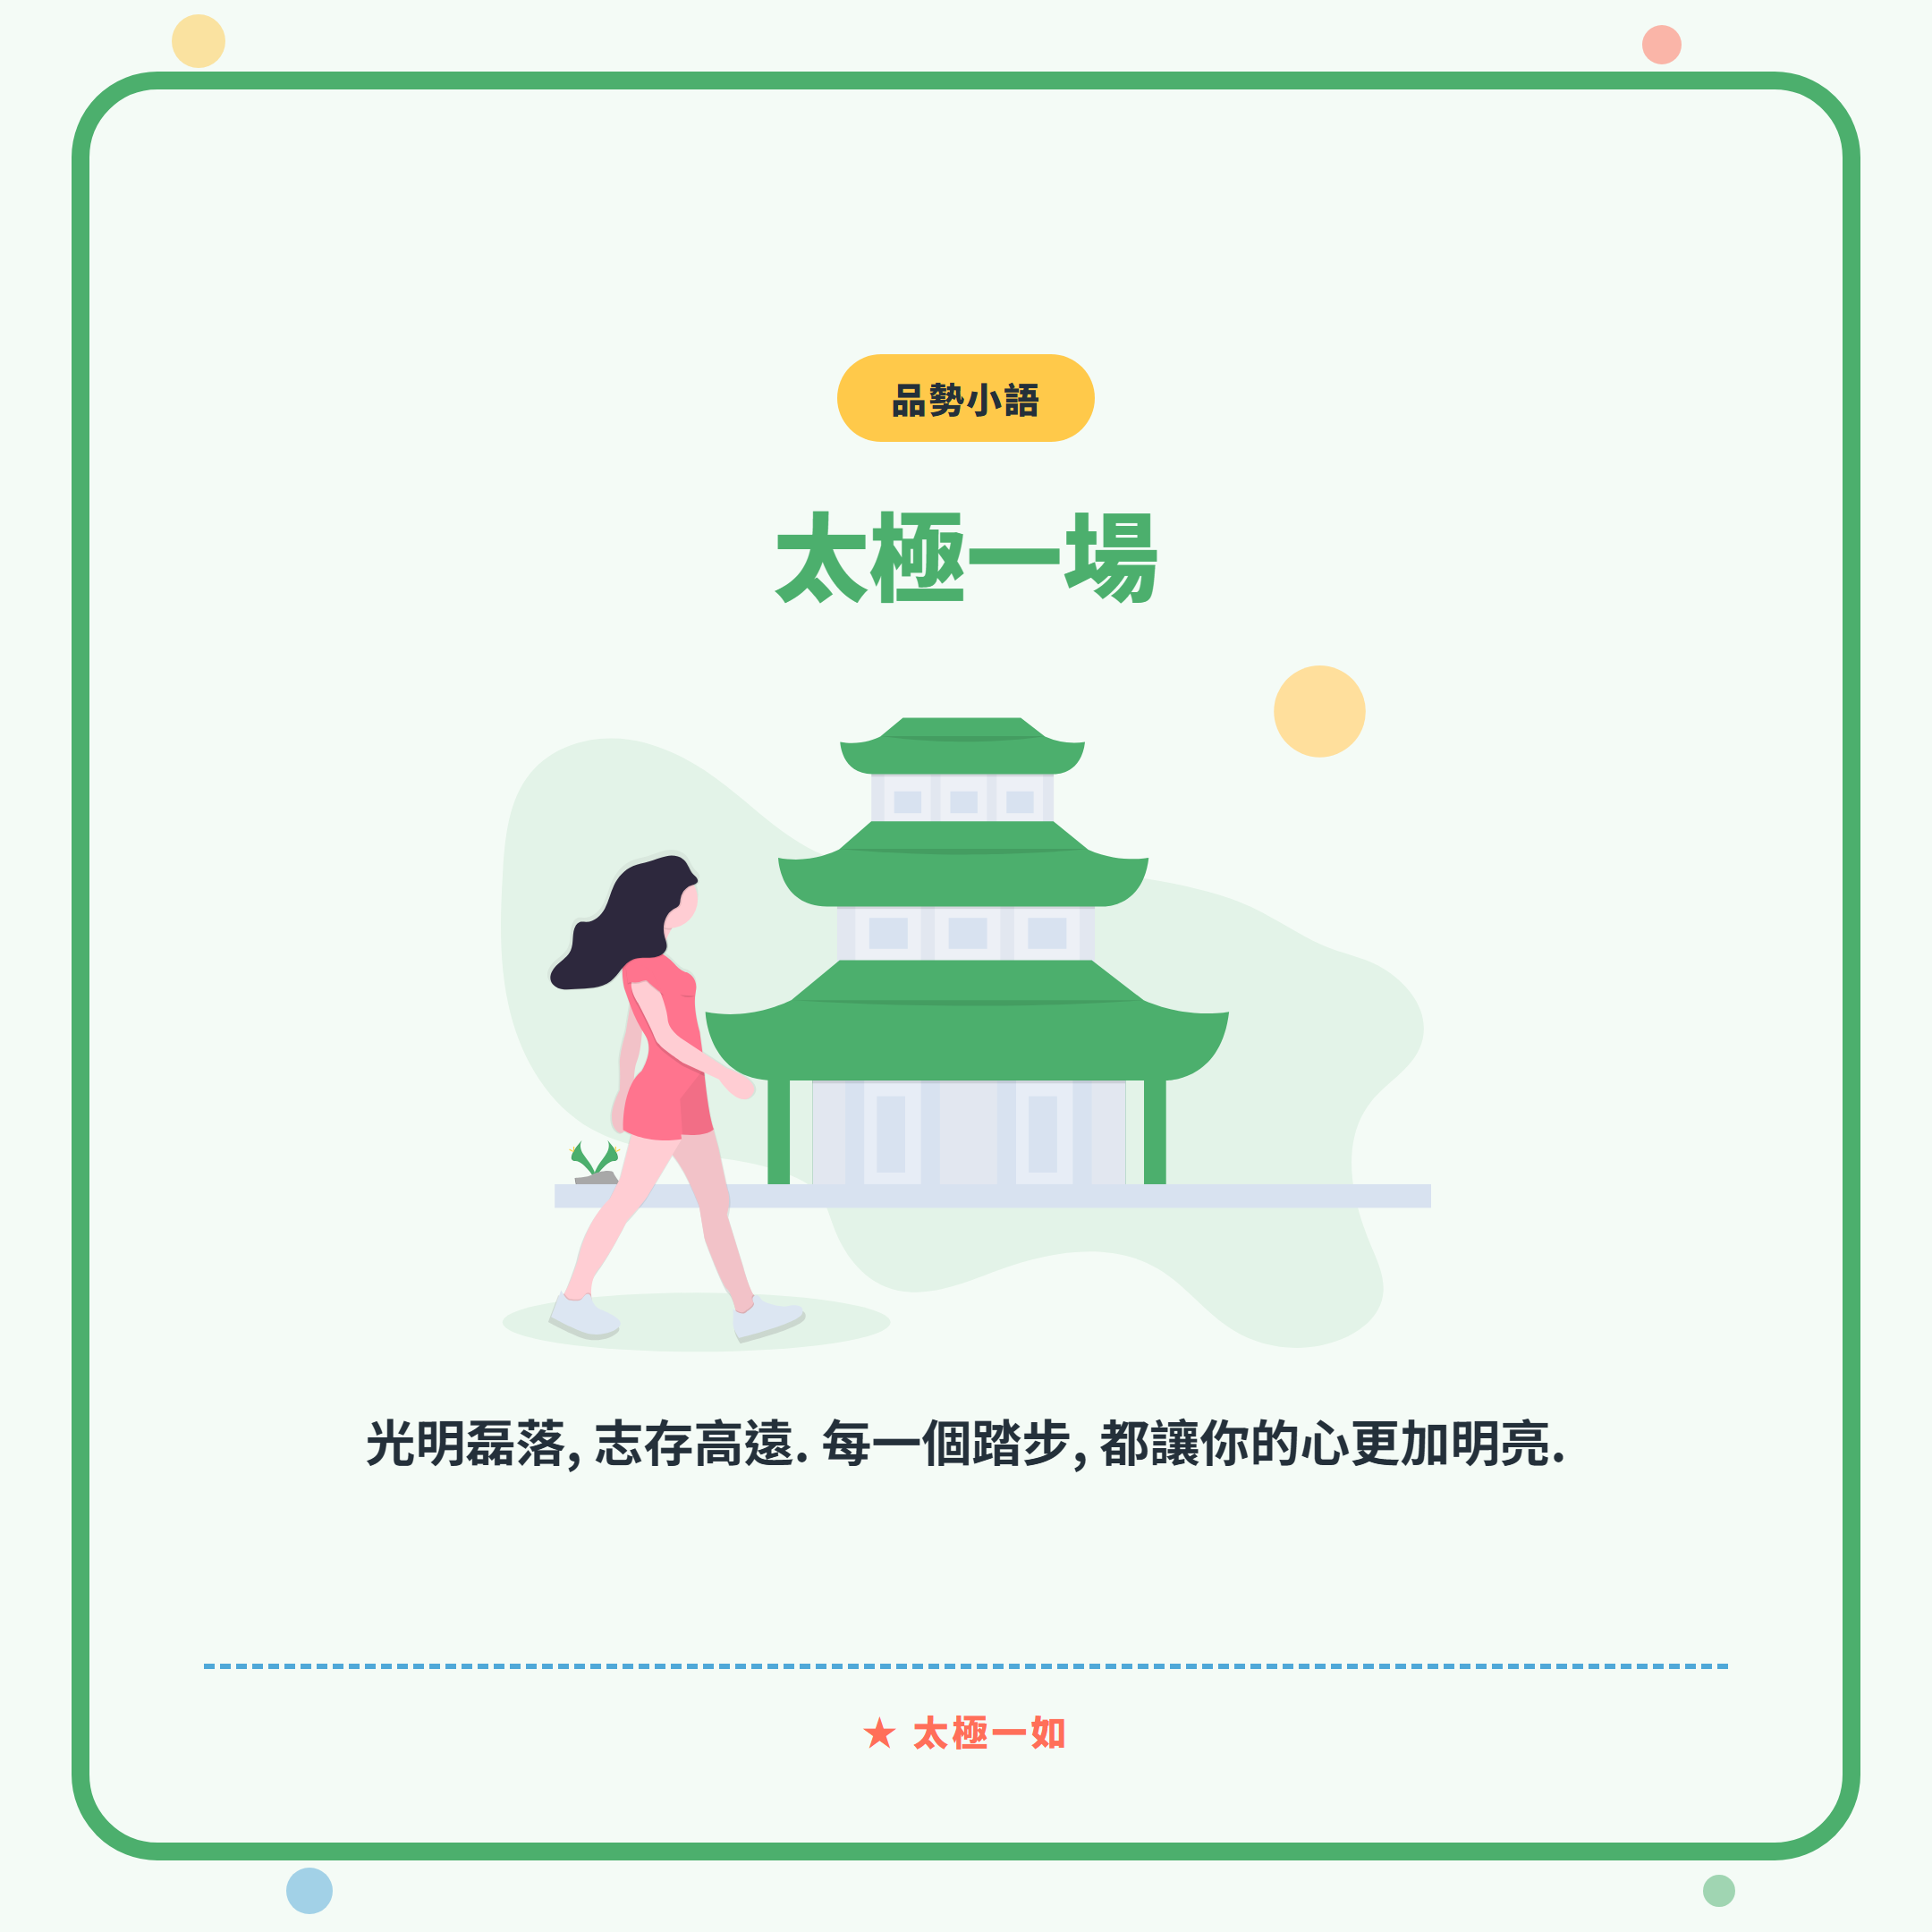 品勢小語
太極一場
光明磊落, 志存高遠. 每一個踏步, 都讓你的心更加明亮.
★ 太極一如